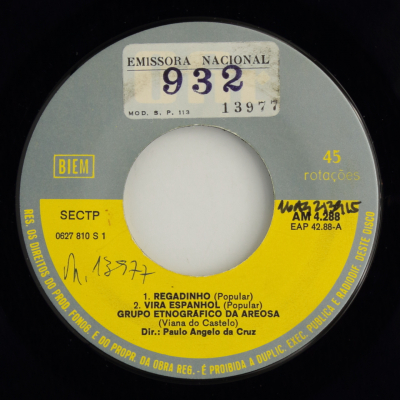 EMISSORA NACIONAL
932
MOD. S. P. 113 13977
BIEM
45
rotações
SECTP
0627 810 S 1
AM 4.288
EAP 42.88-A
13977
1. REGADINHO (Popular)
2. VIRA ESPANHOL (Popular)
GRUPO ETNOGRÁFICO DA AREOSA
(Viana do Castelo)
Dir.: Paulo Angelo da Cruz
RES. OS DIREITOS DO PROD. FONOG. E DO PROPR. DA OBRA REG. - É PROIBIDA A DUPLIC. EXEC. PÚBLICA E RADIODIF. DESTE DISCO